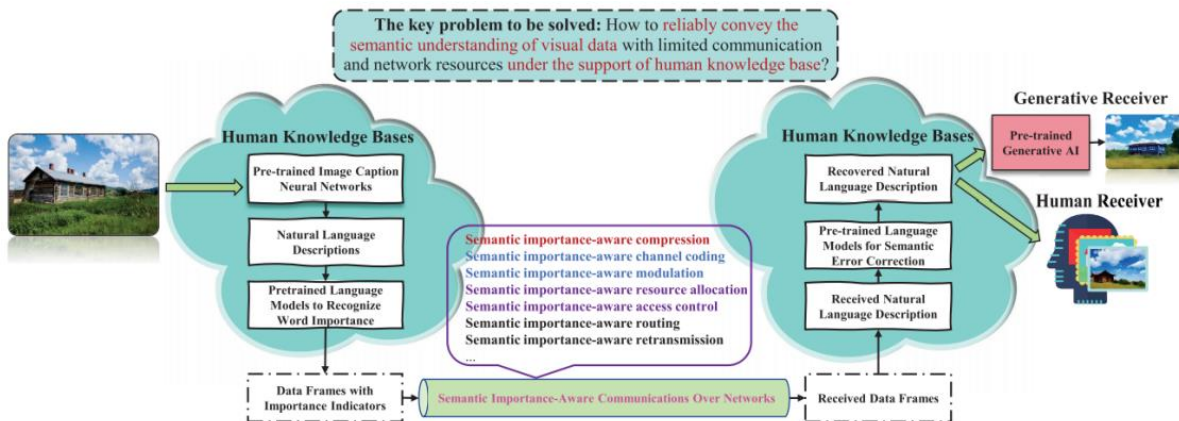 The key problem to be solved: How to reliably convey the
semantic understanding of visual data with limited communication
and network resources under the support of human knowledge base?
Human Knowledge Bases
Pre-trained Image Caption
Neural Networks
Natural Language
Descriptions
Pretrained Language
Models to Recognize
Word Importance
Data Frames with
Importance Indicators
Semantic importance-aware compression
Semantic importance-aware channel coding
Semantic importance-aware modulation
Semantic importance-aware resource allocation
Semantic importance-aware access control
Semantic importance-aware routing
Semantic importance-aware retransmission
...
Semantic Importance-Aware Communications Over Networks
Human Knowledge Bases
Recovered Natural
Language Description
Pre-trained Language
Models for Semantic
Error Correction
Received Natural
Language Description
Received Data Frames
Generative Receiver
Pre-trained
Generative AI
Human Receiver